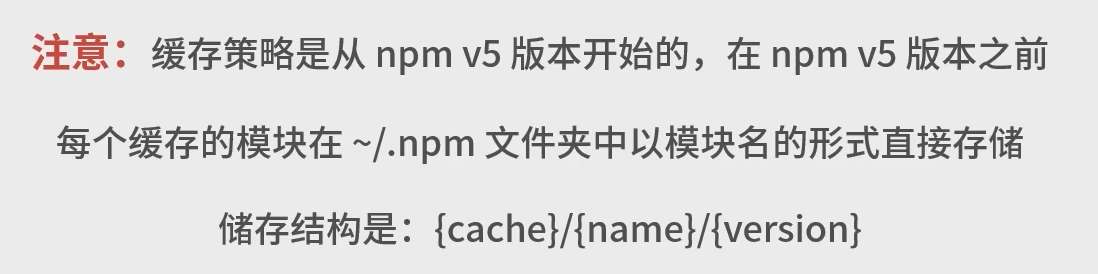 注意：缓存策略是从 npm v5 版本开始的，在 npm v5 版本之前
每个缓存的模块在 ~/.npm 文件夹中以模块名的形式直接存储
储存结构是：{cache}/{name}/{version}